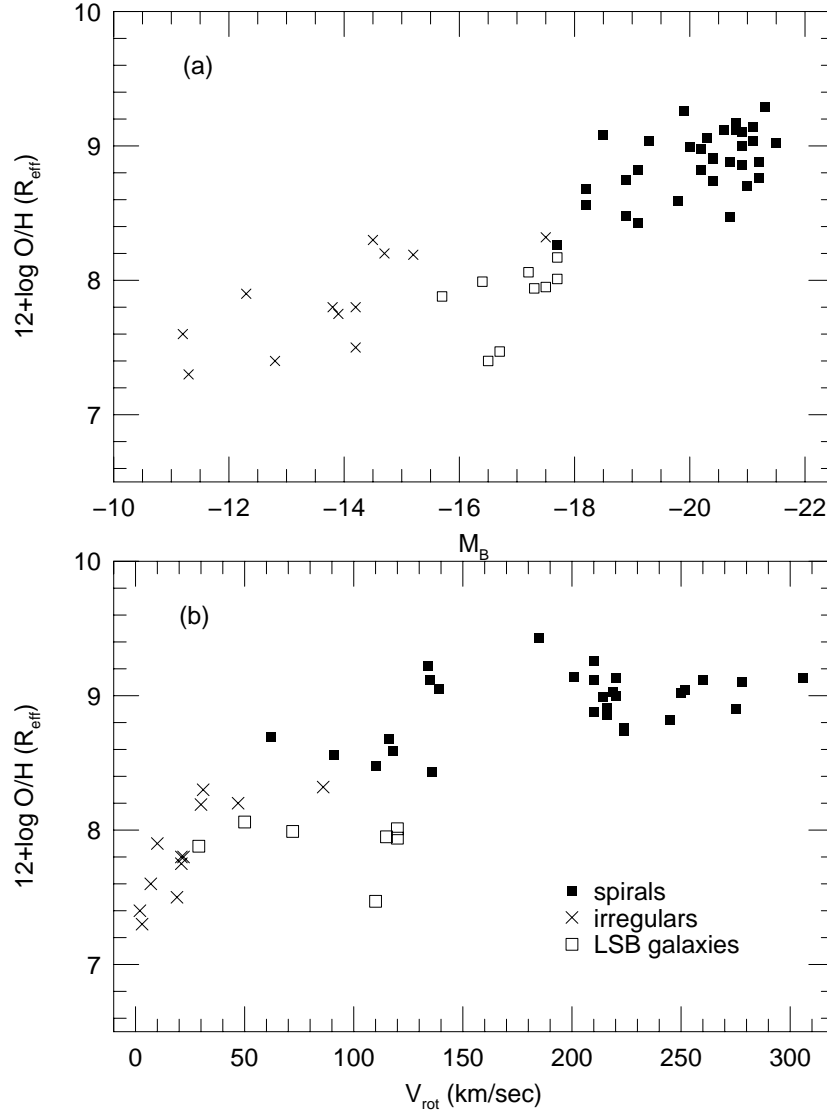 10
(a)
9
12+log O/H (R_eff)
8
7
−10 −12 −14 −16 −18 −20 −22
M_B
10
(b)
9
12+log O/H (R_eff)
8
spirals
irregulars
LSB galaxies
7
0 50 100 150 200 250 300
V_rot (km/sec)